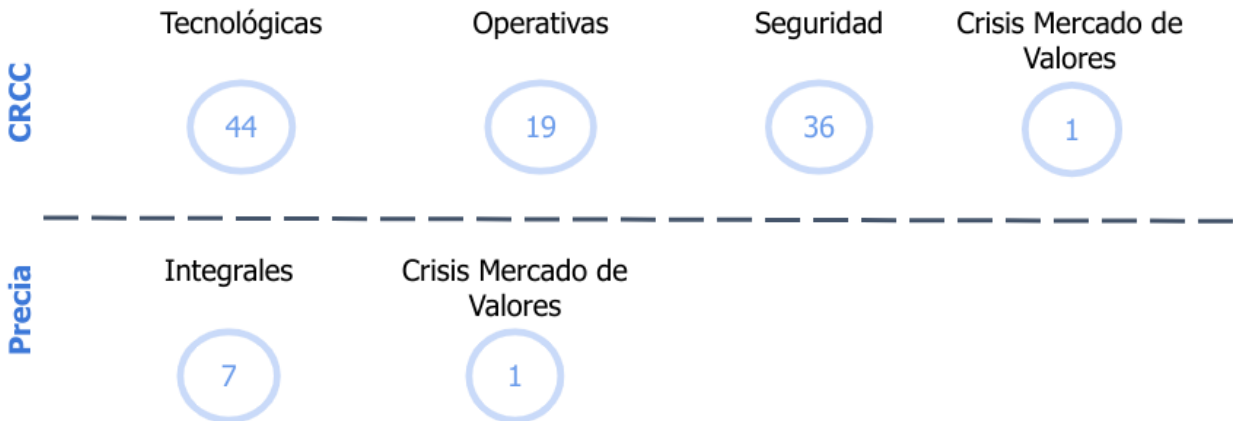 CRCC
Tecnológicas
Operativas
Seguridad
Crisis Mercado de
Valores
44
19
36
1
Precia
Integrales
Crisis Mercado de
Valores
7
1